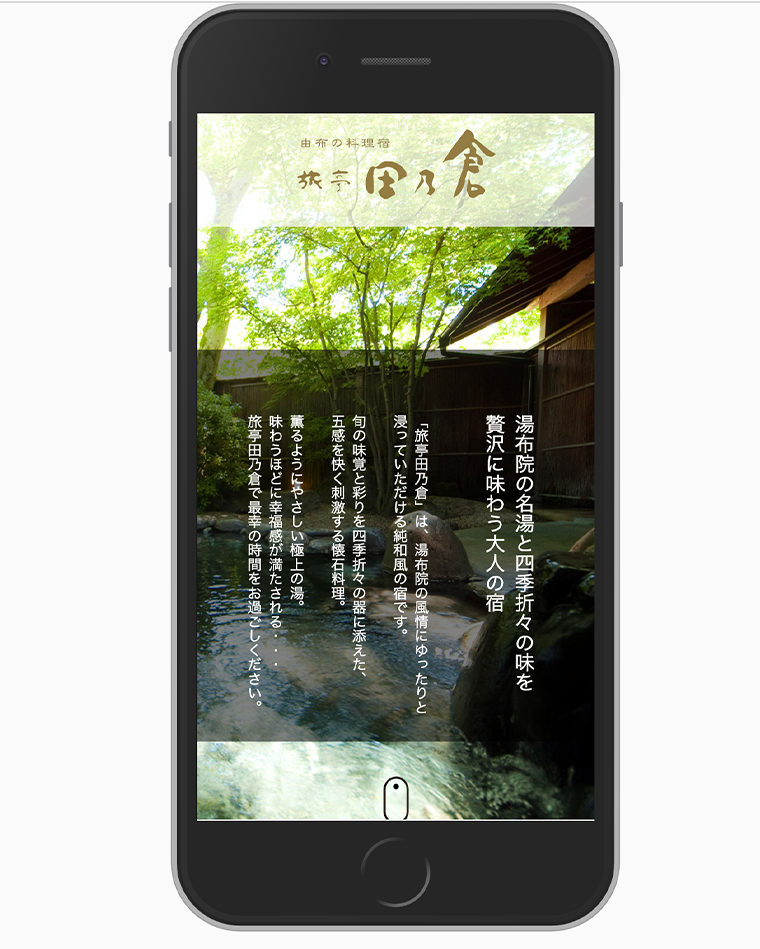 由布の料理宿
旅亭 田乃倉
湯布院の名湯と四季折々の味を
贅沢に味わう大人の宿
「旅亭田乃倉」は、湯布院の風情にゆったりと
浸っていただける純和風の宿です。
旬の味覚と彩りを四季折々の器に添えた、
五感を快く刺激する懐石料理。
薫るようにやさしい極上の湯。
味わうほどに幸福感が満たされる・・・
旅亭田乃倉で最幸の時間をお過ごしください。